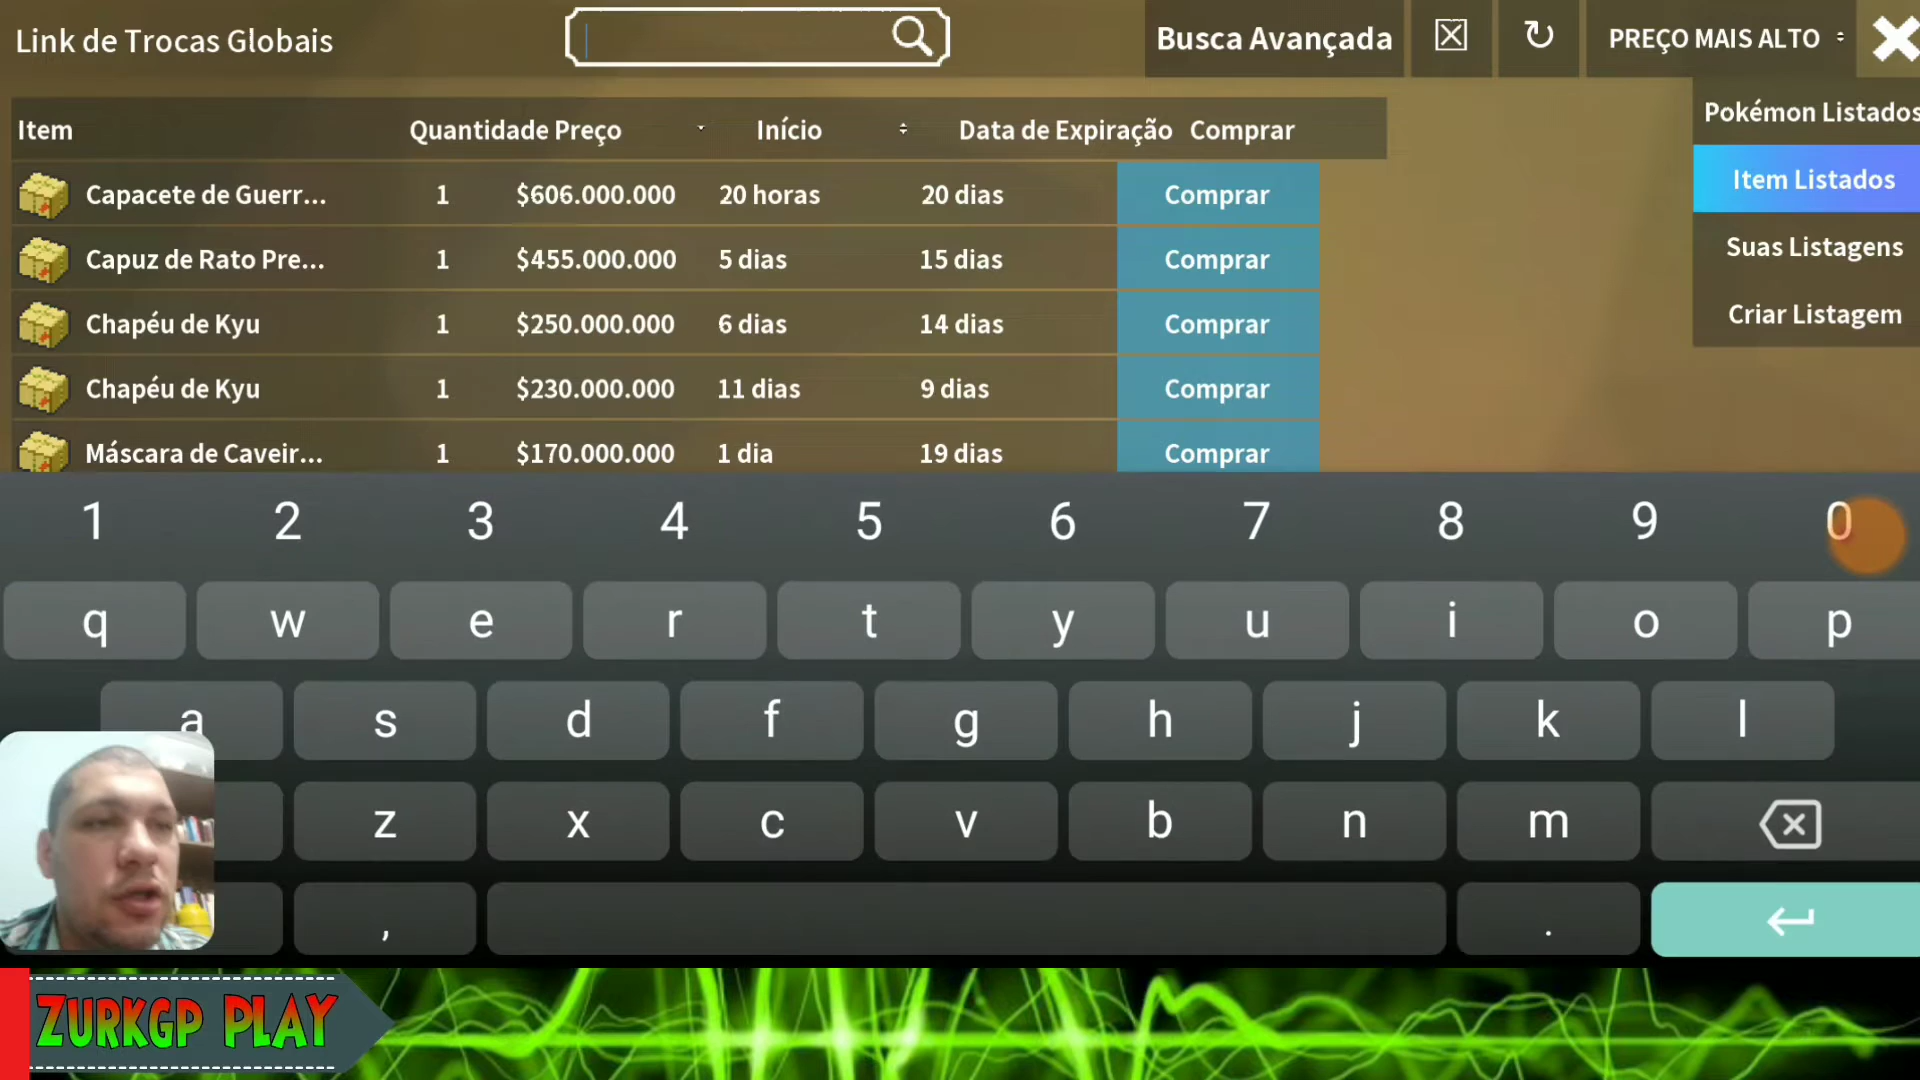 Link de Trocas Globais
Busca Avançada
PREÇO MAIS ALTO
Item Quantidade Preço Início Data de Expiração Comprar
Capacete de Guerr... 1 $606.000.000 20 horas 20 dias Comprar
Capuz de Rato Pre... 1 $455.000.000 5 dias 15 dias Comprar
Chapéu de Kyu 1 $250.000.000 6 dias 14 dias Comprar
Chapéu de Kyu 1 $230.000.000 11 dias 9 dias Comprar
Máscara de Caveir... 1 $170.000.000 1 dia 19 dias Comprar
Pokémon Listados
Item Listados
Suas Listagens
Criar Listagem
1 2 3 4 5 6 7 8 9 0
q w e r t y u i o p
a s d f g h j k l
z x c v b n m
, .
ZURKGP PLAY